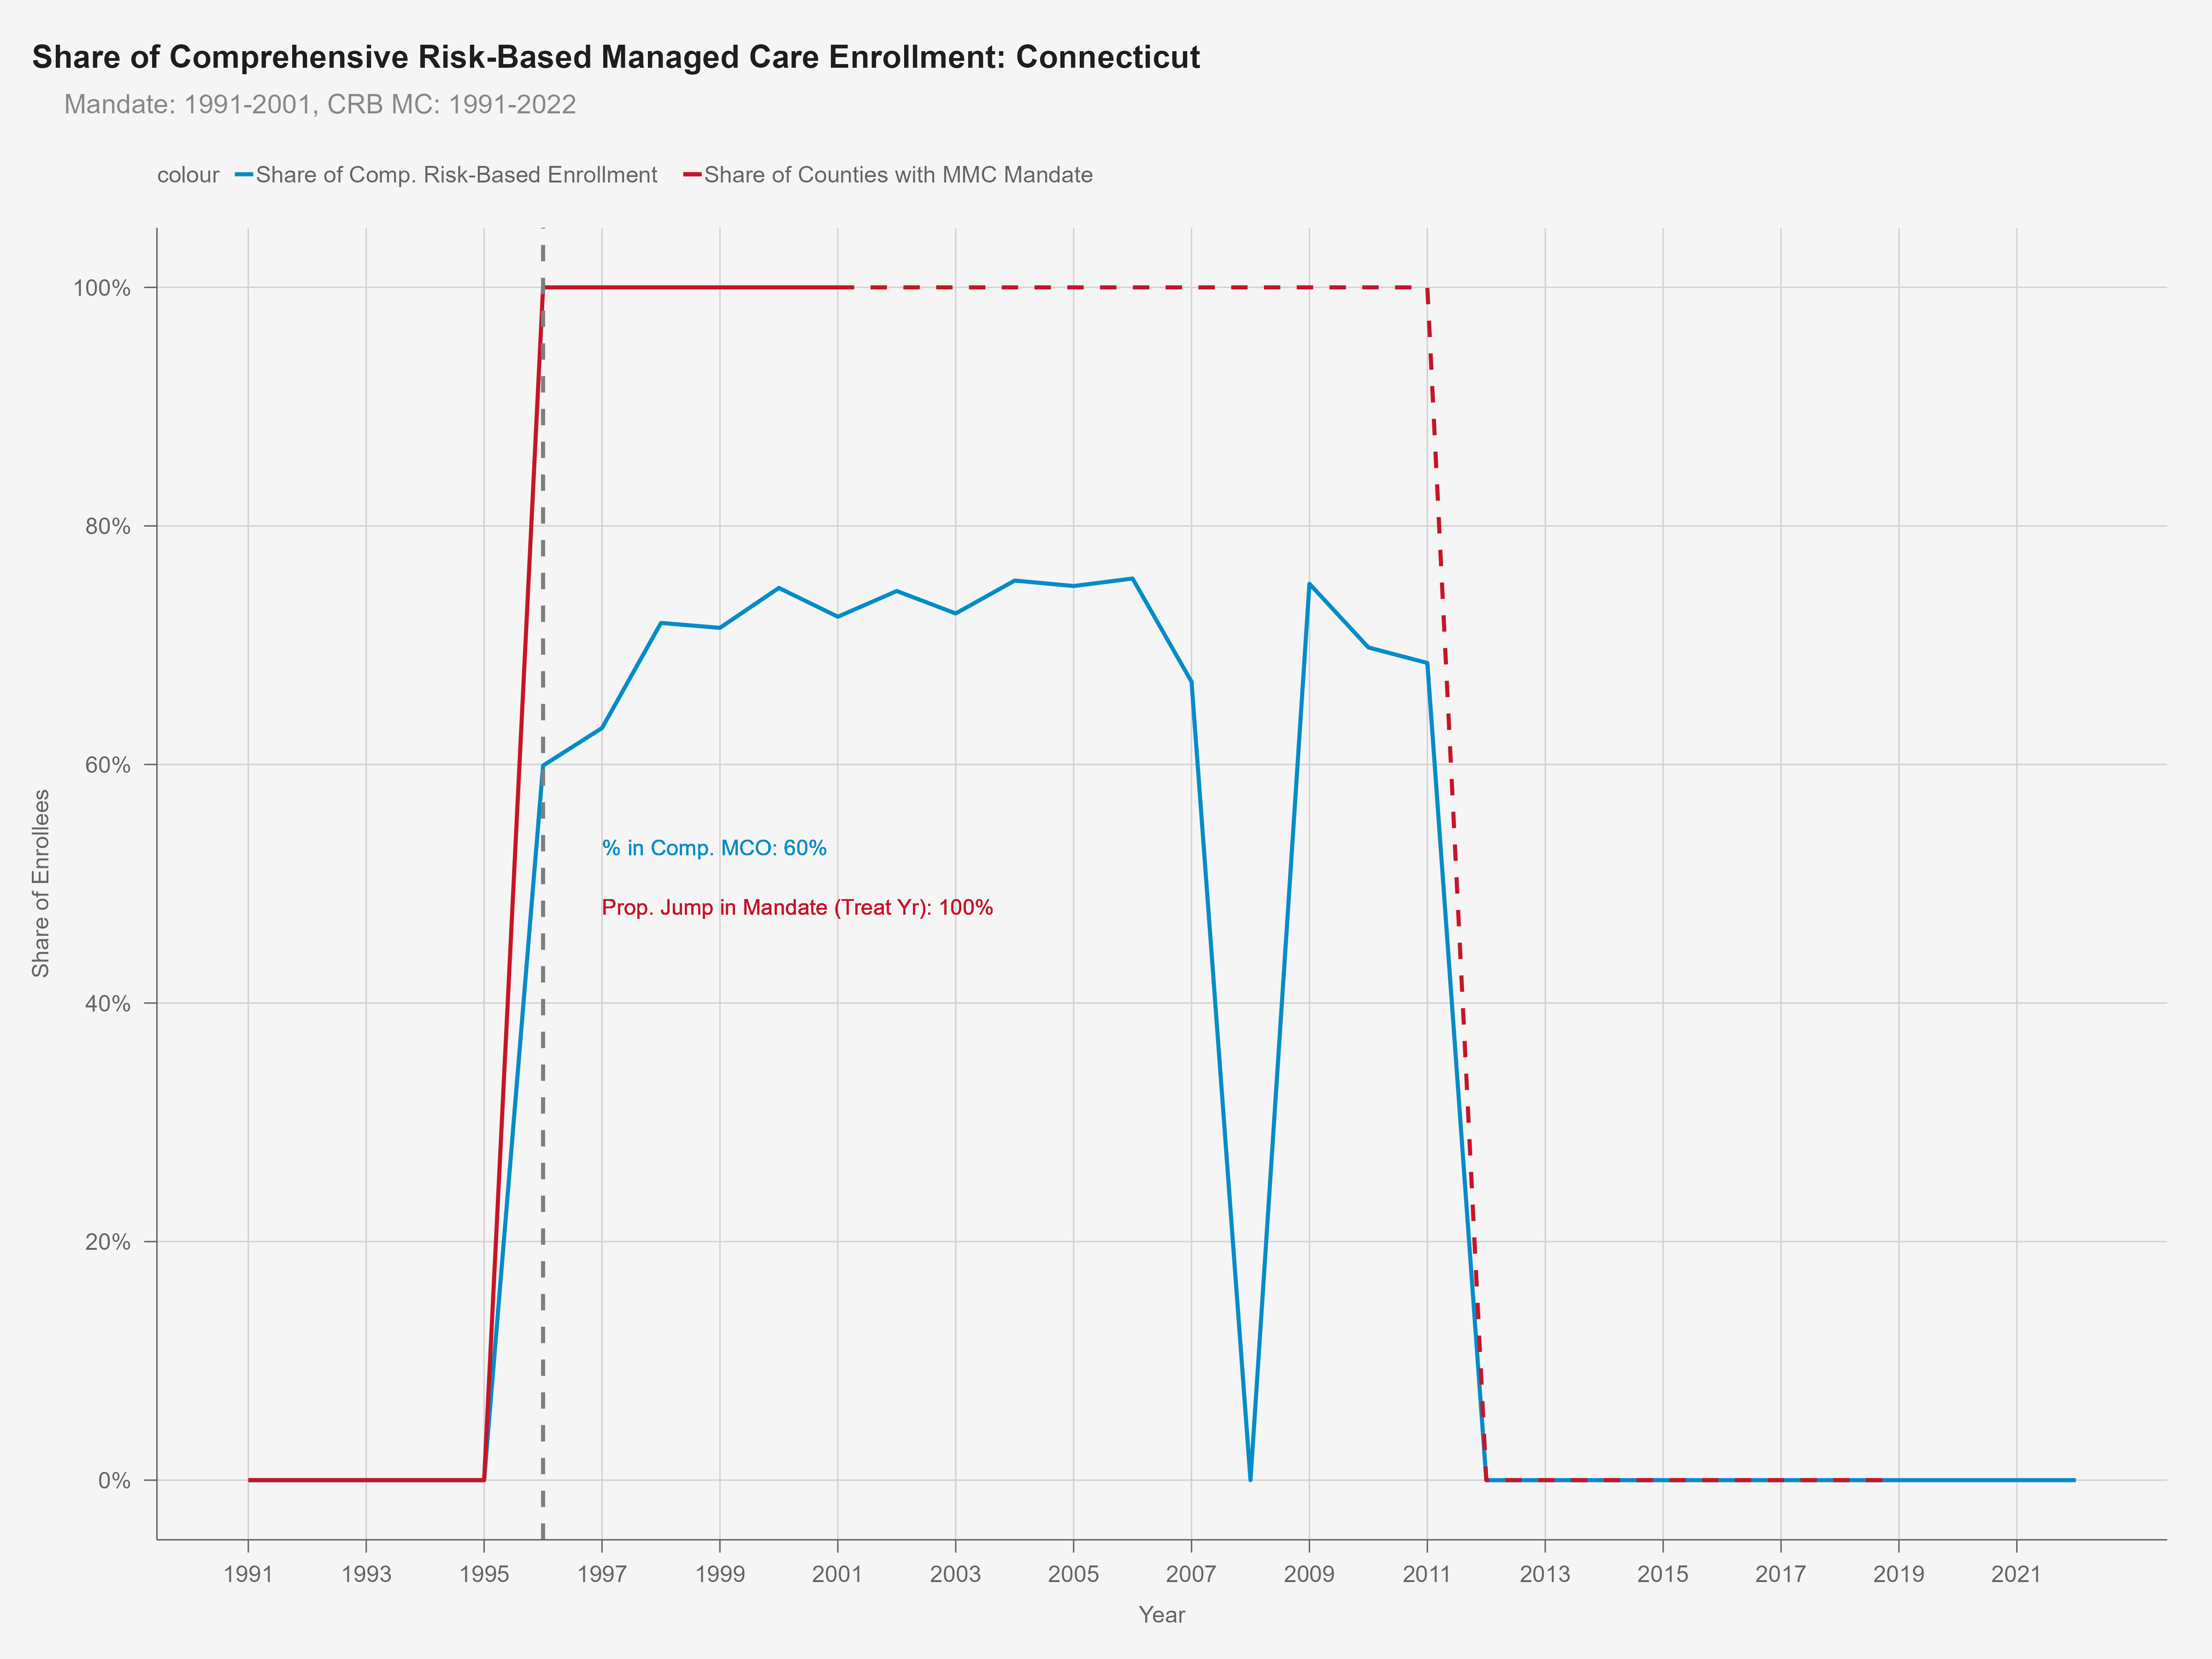 Share of Comprehensive Risk-Based Managed Care Enrollment: Connecticut
Mandate: 1991-2001, CRB MC: 1991-2022
colour Share of Comp. Risk-Based Enrollment Share of Counties with MMC Mandate
100%
80%
60%
40%
20%
0%
Share of Enrollees
% in Comp. MCO: 60%
Prop. Jump in Mandate (Treat Yr): 100%
1991 1993 1995 1997 1999 2001 2003 2005 2007 2009 2011 2013 2015 2017 2019 2021
Year